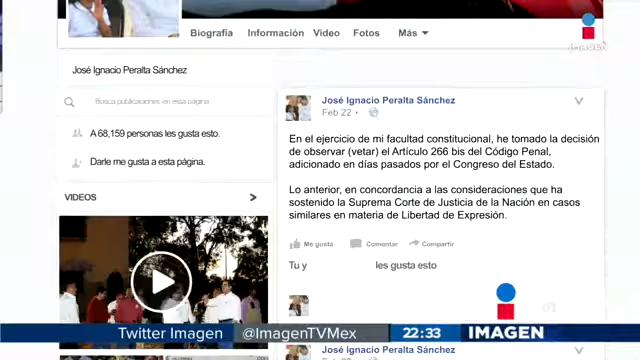 Biografía Información Video Fotos Más
IMAGEN
José Ignacio Peralta Sánchez
Busca publicaciones en esta página
A 68,159 personas les gusta esto.
Darle me gusta a esta página.
VIDEOS
José Ignacio Peralta Sánchez
Feb 22
En el ejercicio de mi facultad constitucional, he tomado la decisión
de observar (vetar) el Artículo 266 bis del Código Penal,
adicionado en días pasados por el Congreso del Estado.
Lo anterior, en concordancia a las consideraciones que ha
sostenido la Suprema Corte de Justicia de la Nación en casos
similares en materia de Libertad de Expresión.
Me gusta Comentar Compartir
Tu y les gusta esto
Twitter Imagen @ImagenTVMex 22:33 IMAGEN
José Ignacio Peralta Sánchez